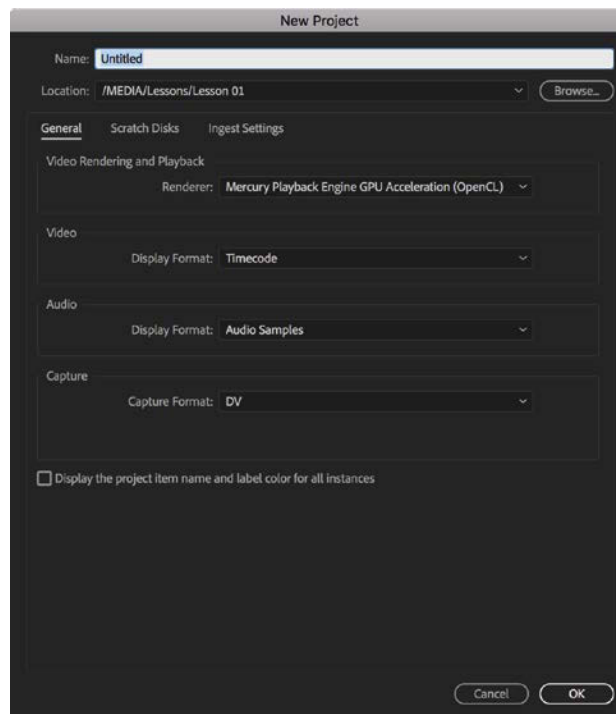 New Project
Name: Untitled
Location: /MEDIA/Lessons/Lesson 01 Browse...
General Scratch Disks Ingest Settings
Video Rendering and Playback
Renderer: Mercury Playback Engine GPU Acceleration (OpenCL)
Video
Display Format: Timecode
Audio
Display Format: Audio Samples
Capture
Capture Format: DV
Display the project item name and label color for all instances
Cancel OK